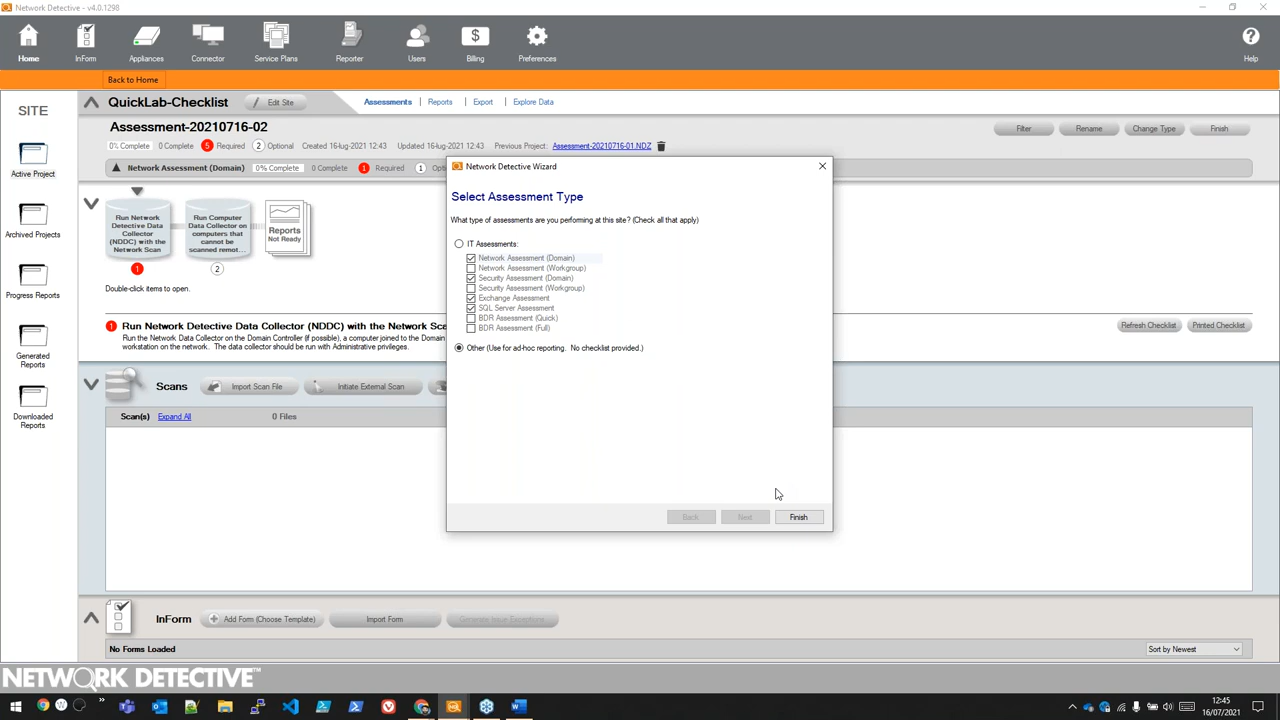 Network Detective - v4.0.1298
Home
InForm
Appliances
Connector
Service Plans
Reporter
Users
Billing
Preferences
Help
Back to Home
SITE
Active Project
Archived Projects
Progress Reports
Generated
Reports
Downloaded
Reports
QuickLab-Checklist
Edit Site
Assessments
Reports
Export
Explore Data
Assessment-20210716-02
Filter
Rename
Change Type
Finish
0% Complete 0 Complete 5 Required 2 Optional Created 16-lug-2021 12:43 Updated 16-lug-2021 12:43 Previous Project: Assessment-20210716-01.NDZ
Network Assessment (Domain) 0% Complete 0 Complete 1 Required 1
Run Network
Detective Data
Collector
(NDDC) with the
Network Scan
1
Run Computer
Data Collector on
computers that
cannot be
scanned remot...
2
Reports
Not Ready
Double-click items to open.
1 Run Network Detective Data Collector (NDDC) with the Network
Run the Network Data Collector on the Domain Controller (if possible), a computer joined to the Domain
workstation on the network. The data collector should be run with Administrative privileges.
Refresh Checklist
Printed Checklist
Scans
Import Scan File
Initiate External Scan
Scan(s) Expand All 0 Files
InForm
Add Form (Choose Template)
Import Form
Generate Issue Exceptions
No Forms Loaded
Sort by Newest
Network Detective Wizard
Select Assessment Type
What type of assessments are you performing at this site? (Check all that apply)
IT Assessments:
Network Assessment (Domain)
Network Assessment (Workgroup)
Security Assessment (Domain)
Security Assessment (Workgroup)
Exchange Assessment
SQL Server Assessment
BDR Assessment (Quick)
BDR Assessment (Full)
Other (Use for ad-hoc reporting. No checklist provided.)
Back
Next
Finish
NETWORK DETECTIVE™
12:45
16/07/2021